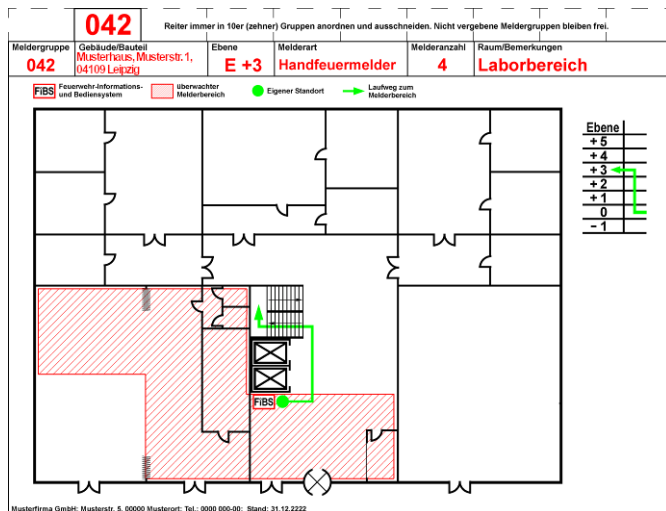 042
Reiter immer in 10er (zehner) Gruppen anordnen und ausschneiden. Nicht vergebene Meldergruppen bleiben frei.
Meldergruppe
042
Gebäude/Bauteil
Musterhaus, Musterstr. 1,
04109 Leipzig
Ebene
E +3
Melderart
Handfeuermelder
Melderanzahl
4
Raum/Bemerkungen
Laborbereich
FiBS
Feuerwehr-Informations-
und Bediensystem
überwachter
Melderbereich
Eigener Standort
Laufweg zum
Melderbereich
Ebene
+ 5
+ 4
+ 3
+ 2
+ 1
0
– 1
FiBS
Musterfirma GmbH; Musterstr. 5, 00000 Musterort; Tel.: 0000 000-00; Stand: 31.12.2222